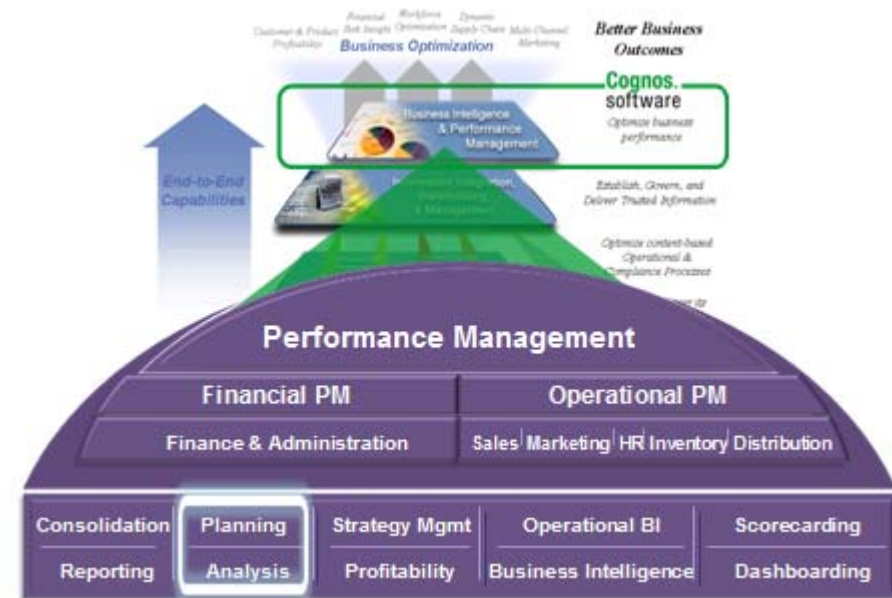 Financial Workforce Dynamic
Customer & Product Risk Insight Optimization Supply Chain Multi-Channel
Profitability Marketing
Business Optimization
Better Business
Outcomes
Cognos.
software
Optimize business
performance
Business Intelligence
& Performance
Management
End-to-End
Capabilities
& Management
Establish, Govern, and
Deliver Trusted Information
Optimize content-based
Operational &
Compliance Processes
Performance Management
Financial PM Operational PM
Finance & Administration Sales Marketing HR Inventory Distribution
Consolidation Planning Strategy Mgmt Operational BI Scorecarding
Reporting Analysis Profitability Business Intelligence Dashboarding